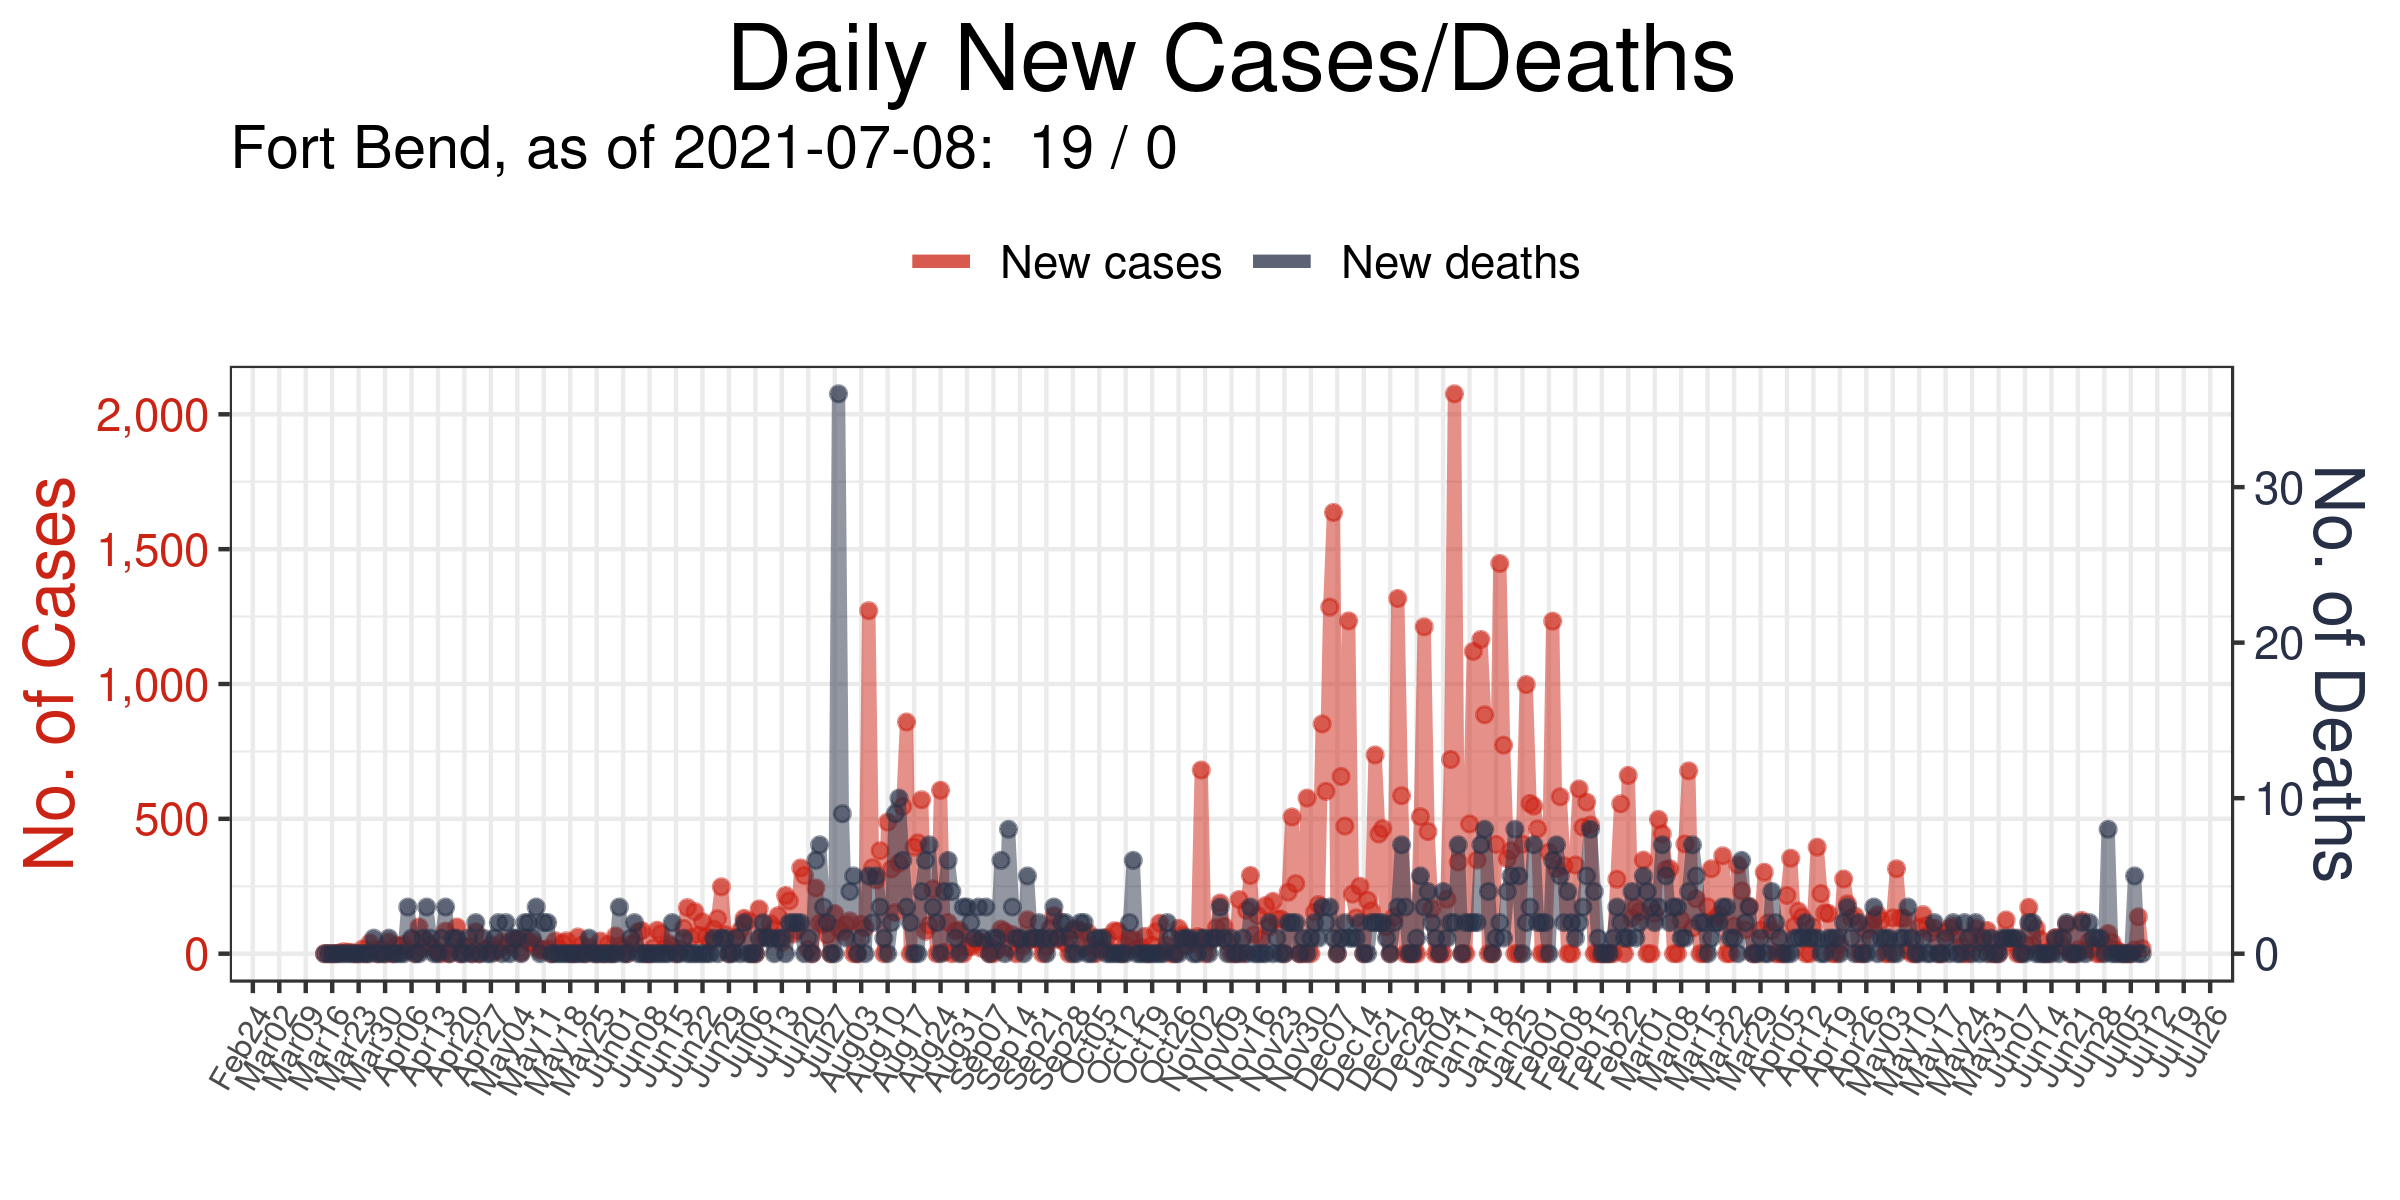 Daily New Cases/Deaths
Fort Bend, as of 2021-07-08:  19 / 0
New cases New deaths
No. of Cases
2,000
1,500
1,000
500
0
30
20
10
0
No. of Deaths
Feb24 Mar02 Mar09 Mar16 Mar23 Mar30 Apr06 Apr13 Apr20 Apr27 May04 May11 May18 May25 Jun01 Jun08 Jun15 Jun22 Jun29 Jul06 Jul13 Jul20 Jul27 Aug03 Aug10 Aug17 Aug24 Aug31 Sep07 Sep14 Sep21 Sep28 Oct05 Oct12 Oct19 Oct26 Nov02 Nov09 Nov16 Nov23 Nov30 Dec07 Dec14 Dec21 Dec28 Jan04 Jan11 Jan18 Jan25 Feb01 Feb08 Feb15 Feb22 Mar01 Mar08 Mar15 Mar22 Mar29 Apr05 Apr12 Apr19 Apr26 May03 May10 May17 May24 May31 Jun07 Jun14 Jun21 Jun28 Jul05 Jul12 Jul19 Jul26